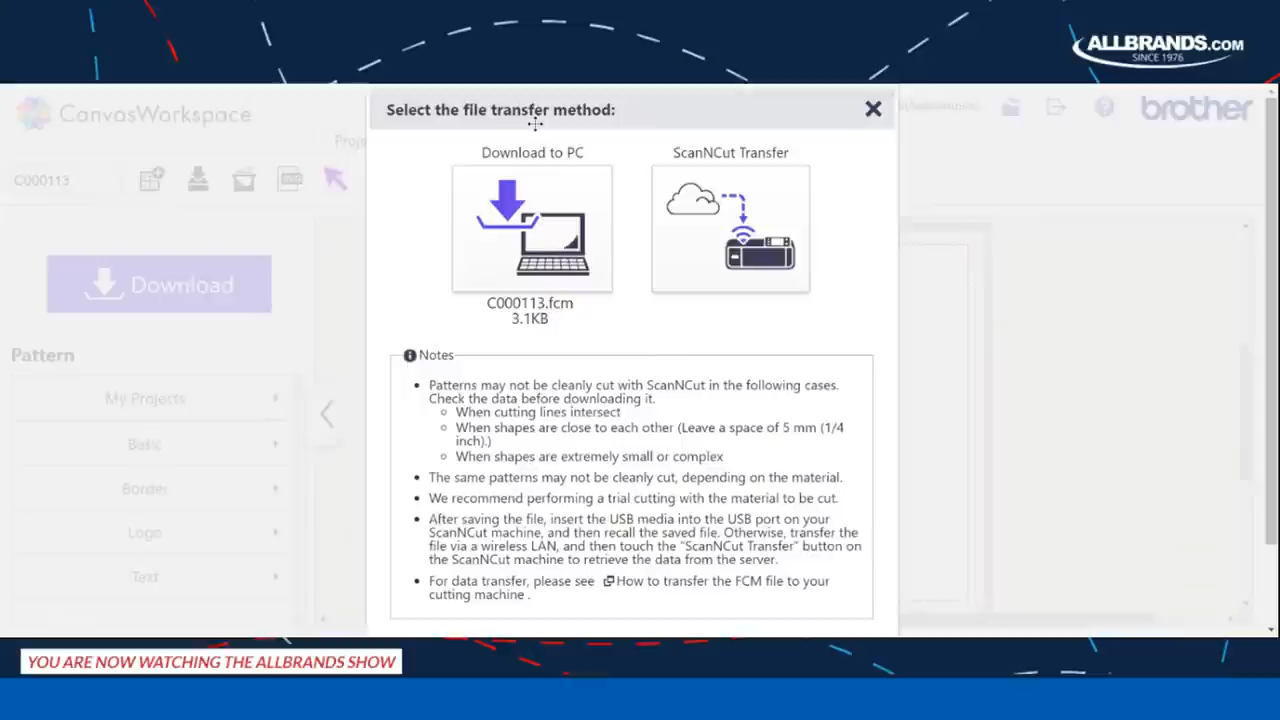 ALLBRANDS.COM
SINCE 1976
CanvasWorkspace
Select the file transfer method:
brother
Proje
C000113
Download to PC
ScanNCut Transfer
SVG
Download
C000113.fcm
3.1KB
Pattern
Notes
My Projects
Basic
Border
Logo
Text
• Patterns may not be cleanly cut with ScanNCut in the following cases.
Check the data before downloading it.
○ When cutting lines intersect
○ When shapes are close to each other (Leave a space of 5 mm (1/4
inch).)
○ When shapes are extremely small or complex
• The same patterns may not be cleanly cut, depending on the material.
• We recommend performing a trial cutting with the material to be cut.
• After saving the file, insert the USB media into the USB port on your
ScanNCut machine, and then recall the saved file. Otherwise, transfer the
file via a wireless LAN, and then touch the "ScanNCut Transfer" button on
the ScanNCut machine to retrieve the data from the server.
• For data transfer, please see How to transfer the FCM file to your
cutting machine .
YOU ARE NOW WATCHING THE ALLBRANDS SHOW